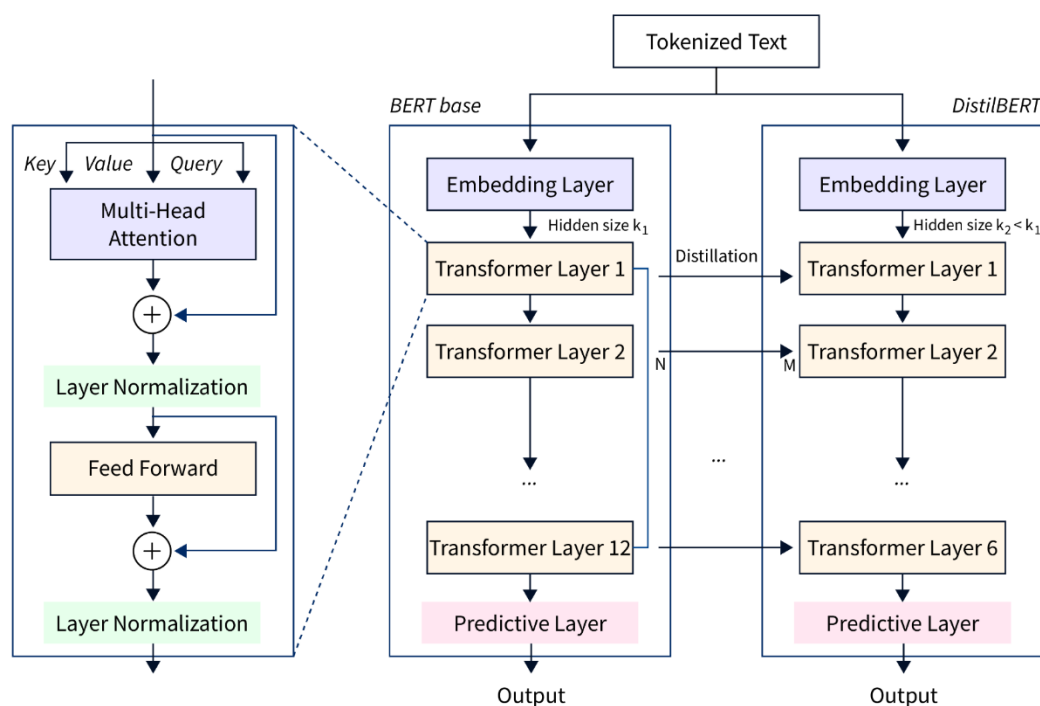 Tokenized Text
BERT base
DistilBERT
Key Value Query
Multi-Head
Attention
+
Layer Normalization
Feed Forward
+
Layer Normalization
Embedding Layer
Hidden size k₁
Transformer Layer 1
Transformer Layer 2
...
Transformer Layer 12
Predictive Layer
Output
Distillation
N
M
...
Embedding Layer
Hidden size k₂ < k₁
Transformer Layer 1
Transformer Layer 2
...
Transformer Layer 6
Predictive Layer
Output